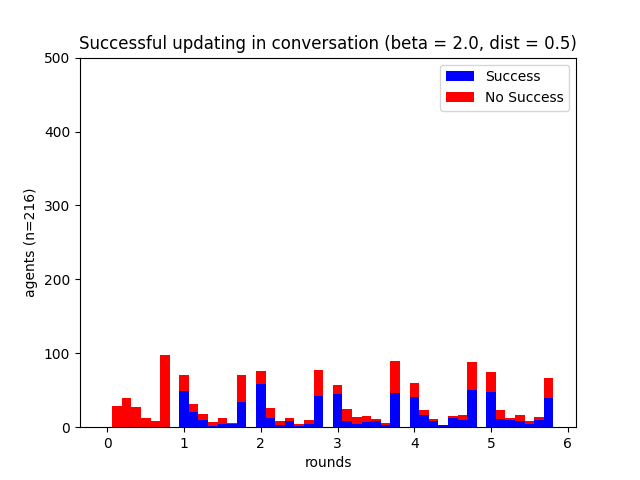 Successful updating in conversation (beta = 2.0, dist = 0.5)
Success
No Success
500
400
300
200
100
0
agents (n=216)
0 1 2 3 4 5 6
rounds